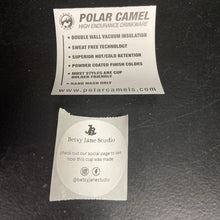 POLAR CAMEL
HIGH ENDURANCE DRINKWARE
• DOUBLE WALL VACUUM INSULATION
• SWEAT FREE TECHNOLOGY
• SUPERIOR HOT/COLD RETENTION
• POWDER COATED FINISH COLORS
• MOST STYLES ARE CUP
HOLDER FRIENDLY
• HAND WASH ONLY
www.polarcamels.com
Betsy Jane Studio
check out our social page to see
how this cup was made
@betsyjanestudio